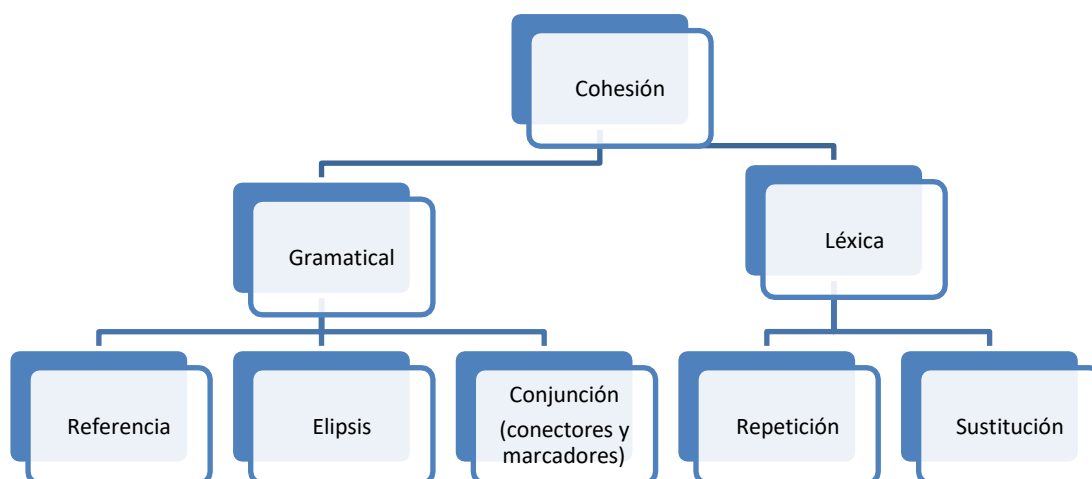 Cohesión
Gramatical
Léxica
Referencia
Elipsis
Conjunción
(conectores y
marcadores)
Repetición
Sustitución